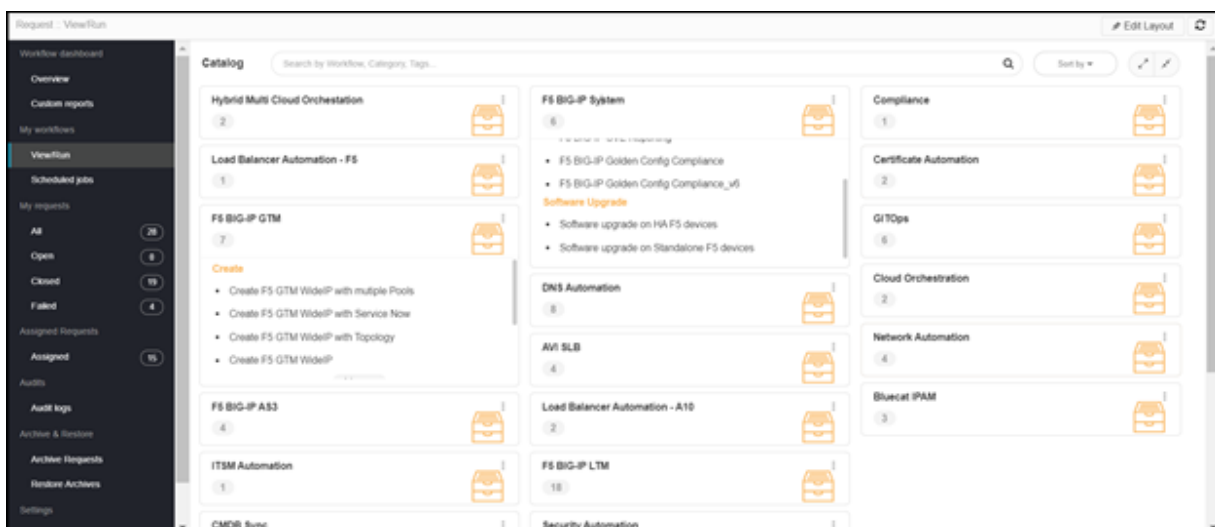 Request :: View/Run
Edit Layout
Workflow dashboard
Overview
Custom reports
My workflows
View/Run
Scheduled jobs
My requests
All 28
Open
Closed 19
Failed 4
Assigned Requests
Assigned 15
Audits
Audit logs
Archive & Restore
Archive Requests
Restore Archives
Settings
Catalog
Search by Workflow, Category, Tags...
Sort by
Hybrid Multi Cloud Orchestation
2
Load Balancer Automation - F5
1
F5 BIG-IP GTM
7
Create
• Create F5 GTM WideIP with mutiple Pools
• Create F5 GTM WideIP with Service Now
• Create F5 GTM WideIP with Topology
• Create F5 GTM WideIP
F5 BIG-IP AS3
4
ITSM Automation
1
CMDB Sync
F5 BIG-IP System
6
F5 BIG-IP CVE Reporting
• F5 BIG-IP Golden Config Compliance
• F5 BIG-IP Golden Config Compliance_v6
Software Upgrade
• Software upgrade on HA F5 devices
• Software upgrade on Standalone F5 devices
DNS Automation
8
AVI SLB
4
Load Balancer Automation - A10
2
F5 BIG-IP LTM
18
Security Automation
Compliance
1
Certificate Automation
2
GITOps
6
Cloud Orchestration
2
Network Automation
4
Bluecat IPAM
3